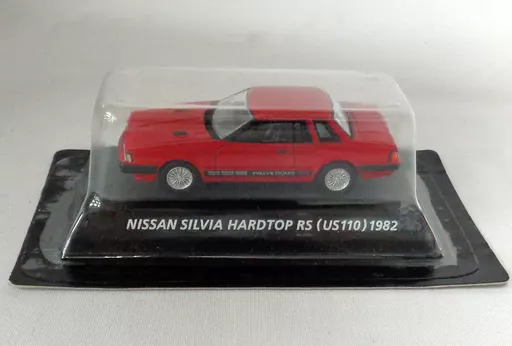 NISSAN SILVIA HARDTOP RS (US110) 1982